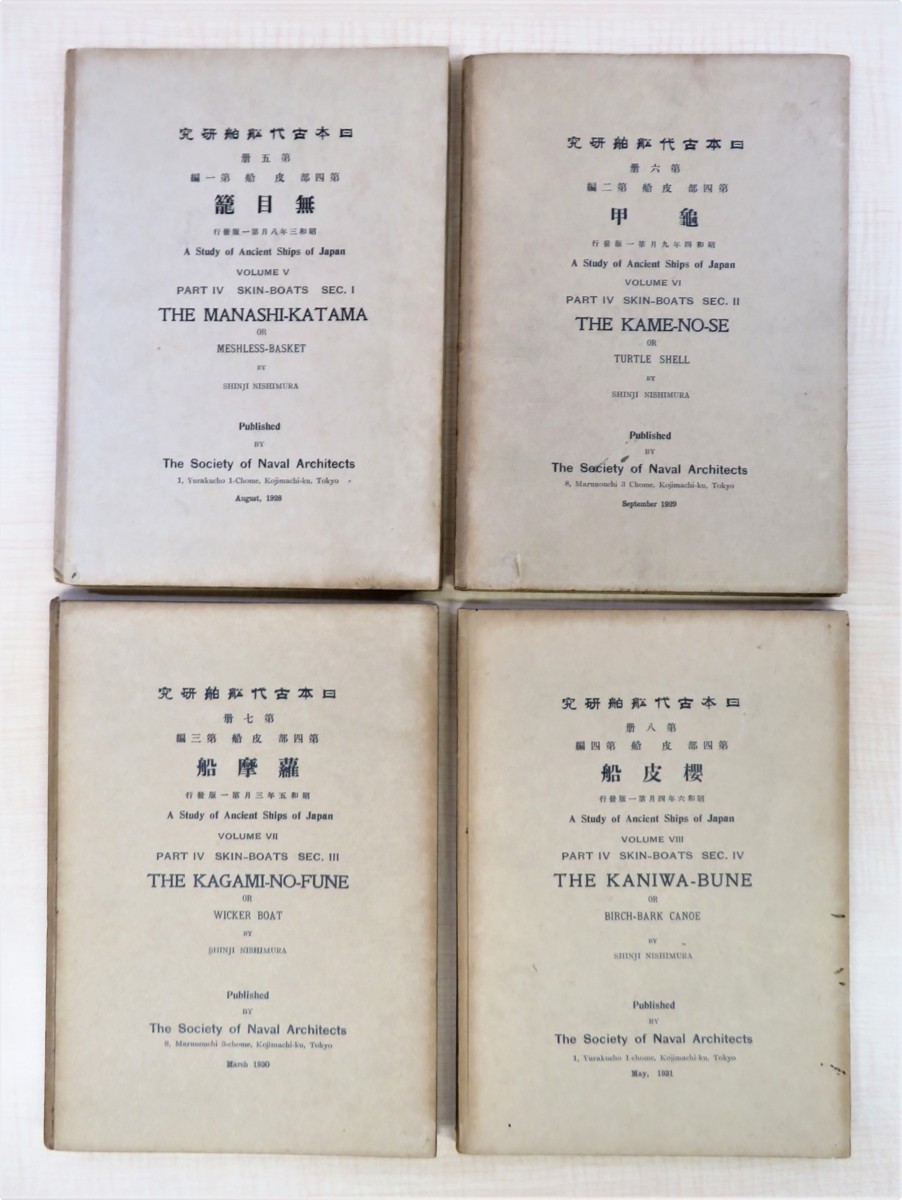 日本古代舩舶研究
第五册
第四部 皮船 第一編
無目籠
昭和三年八月第一版發行
A Study of Ancient Ships of Japan
VOLUME V
PART IV SKIN-BOATS SEC. I
THE MANASHI-KATAMA
OR
MESHLESS-BASKET
BY
SHINJI NISHIMURA
Published
BY
The Society of Naval Architects
1, Yurakucho 1-Chome, Kojimachi-ku, Tokyo
August, 1928
日本古代舩舶研究
第六册
第四部 皮船 第二編
龜甲
昭和四年九月第一版發行
A Study of Ancient Ships of Japan
VOLUME VI
PART IV SKIN-BOATS SEC. II
THE KAME-NO-SE
OR
TURTLE SHELL
BY
SHINJI NISHIMURA
Published
BY
The Society of Naval Architects
8, Marunouchi 3 Chome, Kojimachi-ku, Tokyo
September 1929
日本古代舩舶研究
第七册
第四部 皮船 第三編
蘿摩船
昭和五年三月第一版發行
A Study of Ancient Ships of Japan
VOLUME VII
PART IV SKIN-BOATS SEC. III
THE KAGAMI-NO-FUNE
OR
WICKER BOAT
BY
SHINJI NISHIMURA
Published
BY
The Society of Naval Architects
8, Marunouchi 3-chome, Kojimachi-ku, Tokyo
March 1930
日本古代舩舶研究
第八册
第四部 皮船 第四編
櫻皮船
昭和六年四月第一版發行
A Study of Ancient Ships of Japan
VOLUME VIII
PART IV SKIN-BOATS SEC. IV
THE KANIWA-BUNE
OR
BIRCH-BARK CANOE
BY
SHINJI NISHIMURA
Published
BY
The Society of Naval Architects
1, Yurakucho 1-chome, Kojimachi-ku, Tokyo
May, 1931